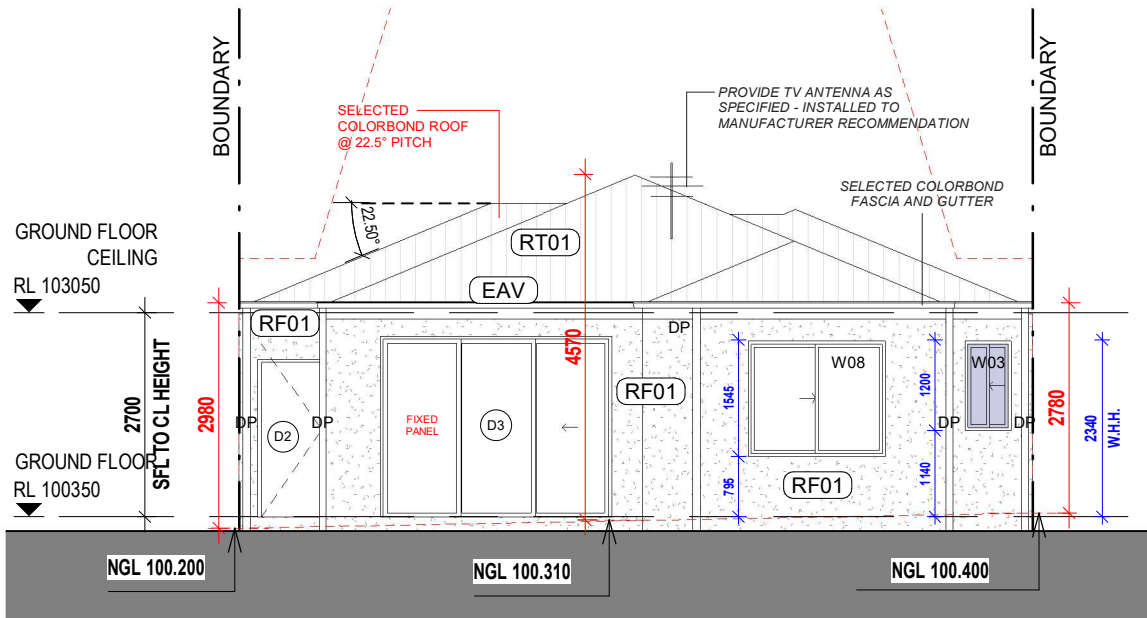 BOUNDARY
BOUNDARY
SELECTED
COLORBOND ROOF
@ 22.5° PITCH
PROVIDE TV ANTENNA AS
SPECIFIED - INSTALLED TO
MANUFACTURER RECOMMENDATION
SELECTED COLORBOND
FASCIA AND GUTTER
22.50°
GROUND FLOOR
CEILING
RL 103050
RT01
EAV
RF01
DP
4570
2700
SFL TO CL HEIGHT
2980
DP
D2
DP
FIXED
PANEL
D3
RF01
1545
795
W08
RF01
1200
1140
DP
W03
DP
2780
2340
W.H.H.
GROUND FLOOR
RL 100350
NGL 100.200
NGL 100.310
NGL 100.400